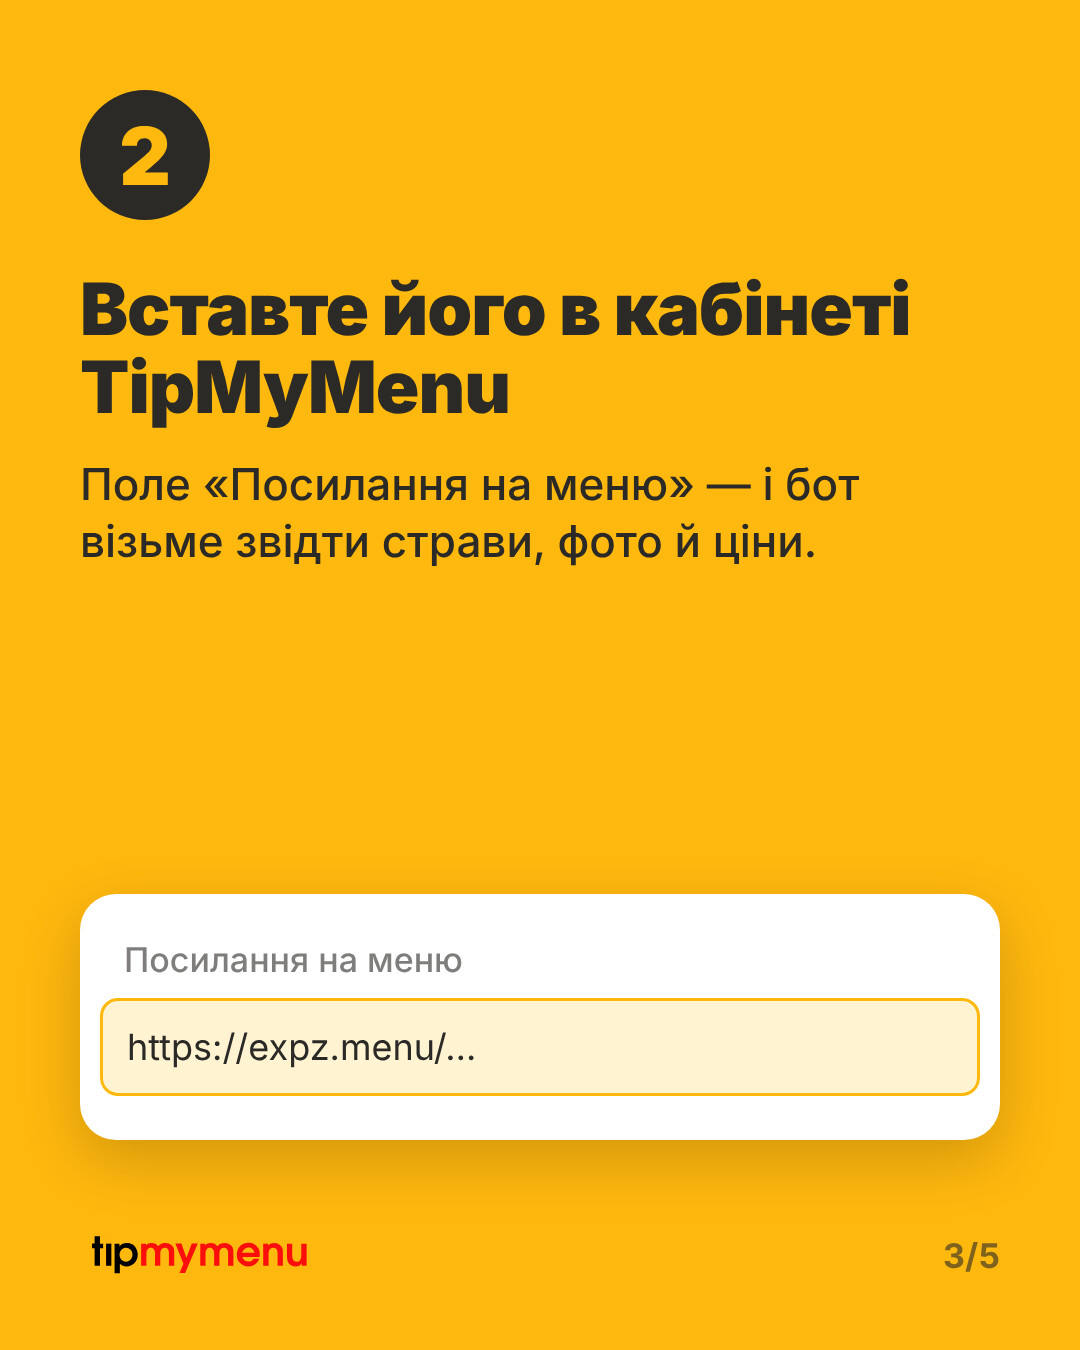 2
Вставте його в кабінеті
TipMyMenu
Поле «Посилання на меню» — і бот
візьме звідти страви, фото й ціни.
Посилання на меню
https://expz.menu/...
tipmymenu
3/5